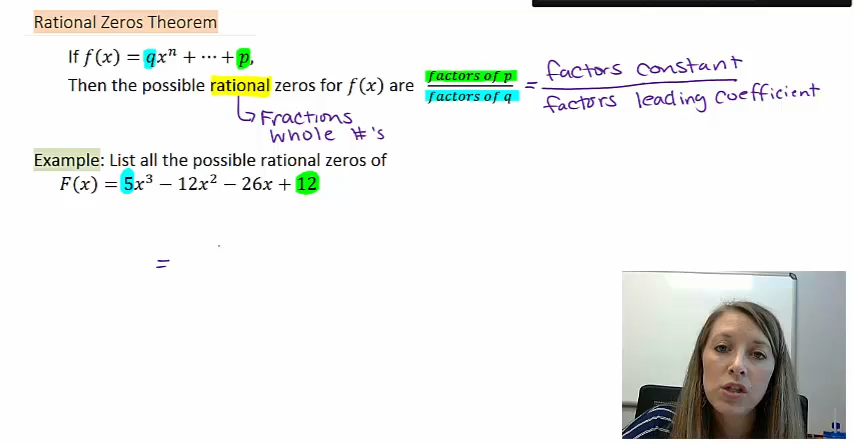 Rational Zeros Theorem
If f(x) = qxⁿ + ⋯ + p,
Then the possible rational zeros for f(x) are factors of p / factors of q = factors constant / factors leading coefficient
Fractions
whole #'s
Example: List all the possible rational zeros of
F(x) = 5x³ − 12x² − 26x + 12
=